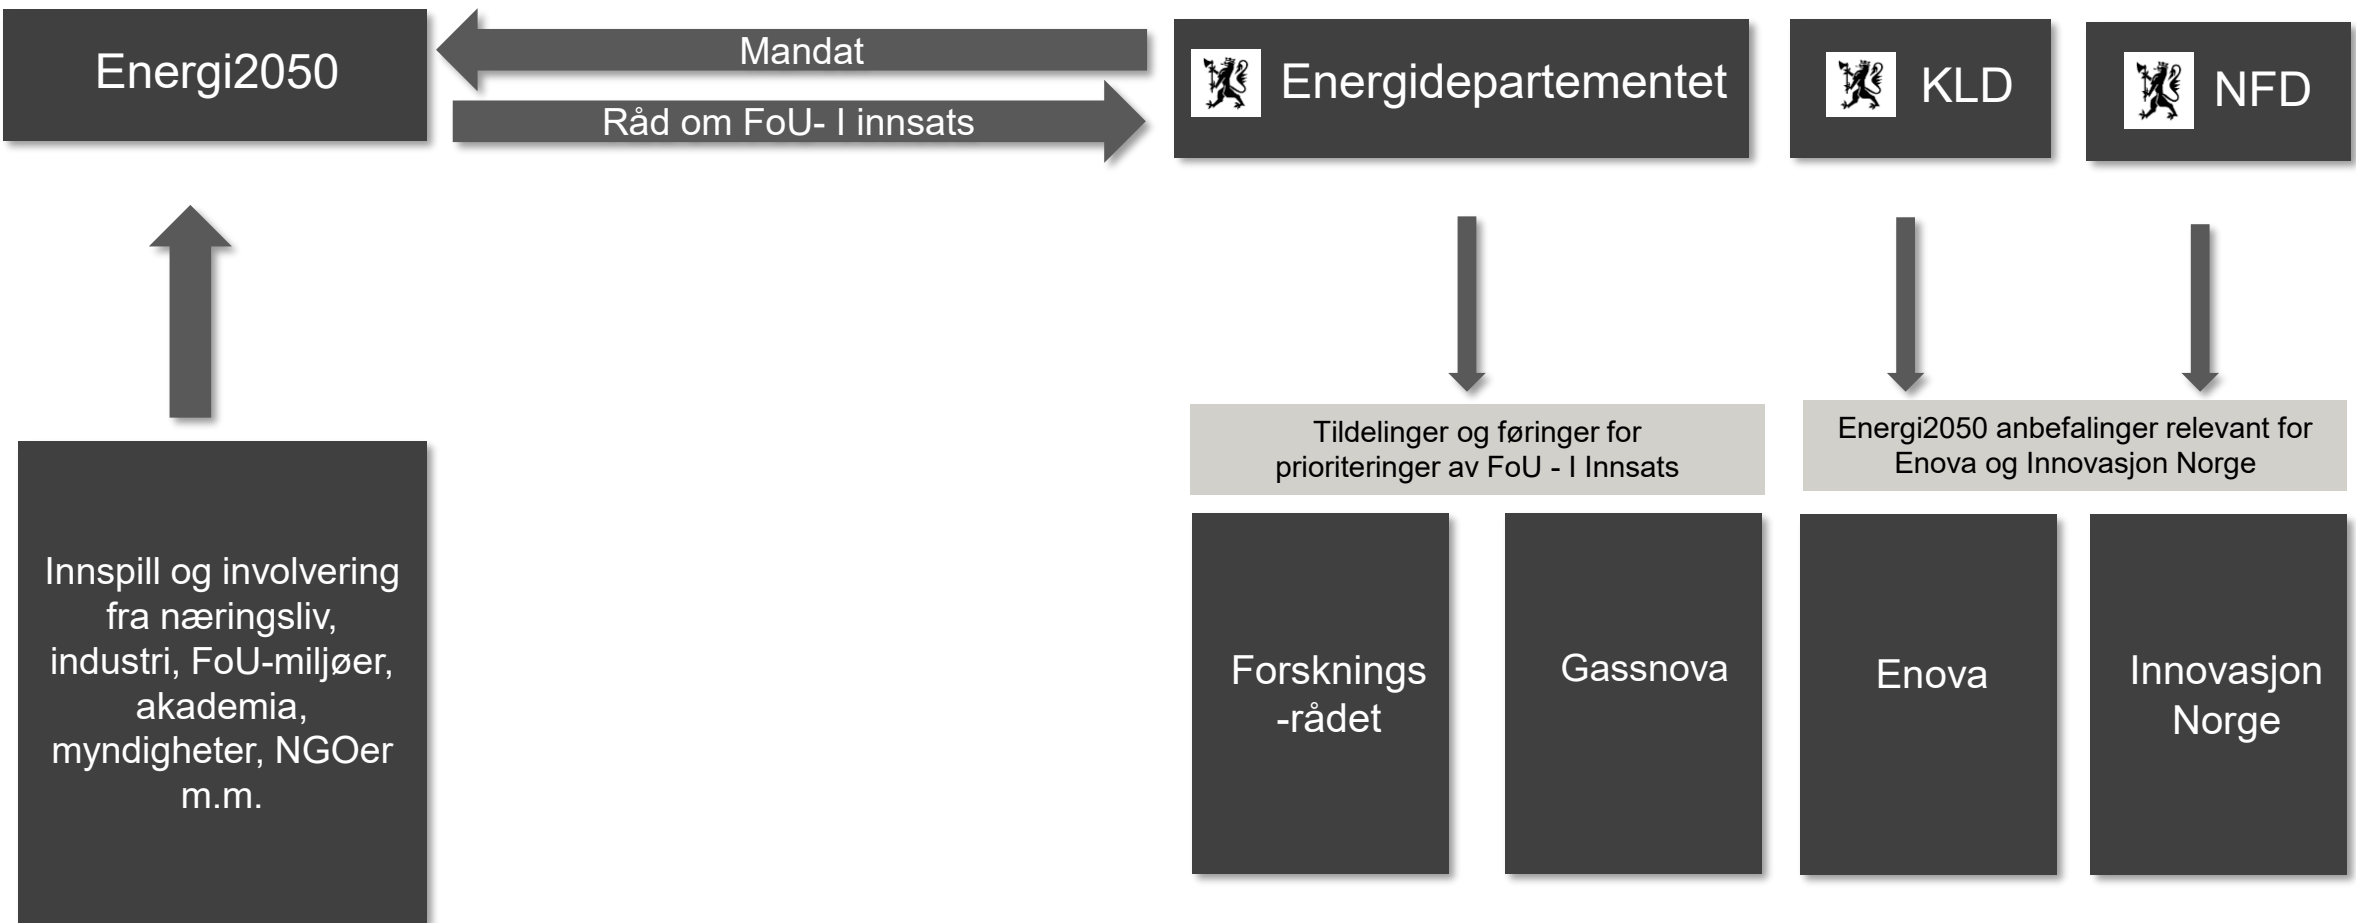 Energi2050
Mandat
Råd om FoU- I innsats
Energidepartementet
KLD
NFD
Innspill og involvering
fra næringsliv,
industri, FoU-miljøer,
akademia,
myndigheter, NGOer
m.m.
Tildelinger og føringer for
prioriteringer av FoU - I Innsats
Energi2050 anbefalinger relevant for
Enova og Innovasjon Norge
Forsknings
-rådet
Gassnova
Enova
Innovasjon
Norge